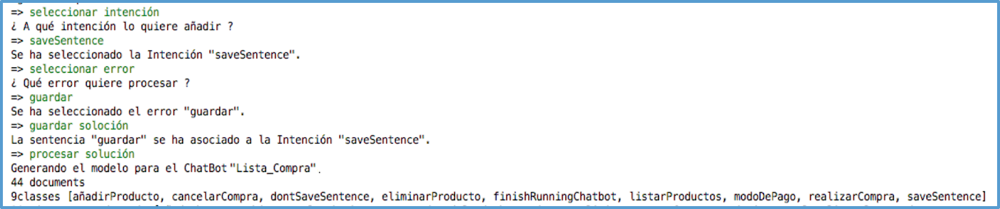 => seleccionar intención
¿ A qué intención lo quiere añadir ?
=> saveSentence
Se ha seleccionado la Intención "saveSentence".
=> seleccionar error
¿ Qué error quiere procesar ?
=> guardar
Se ha seleccionado el error "guardar".
=> guardar soloción
La sentencia "guardar" se ha asociado a la Intención "saveSentence".
=> procesar solución
Generando el modelo para el ChatBot "Lista_Compra".
44 documents
9classes [añadirProducto, cancelarCompra, dontSaveSentence, eliminarProducto, finishRunningChatbot, listarProductos, modoDePago, realizarCompra, saveSentence]